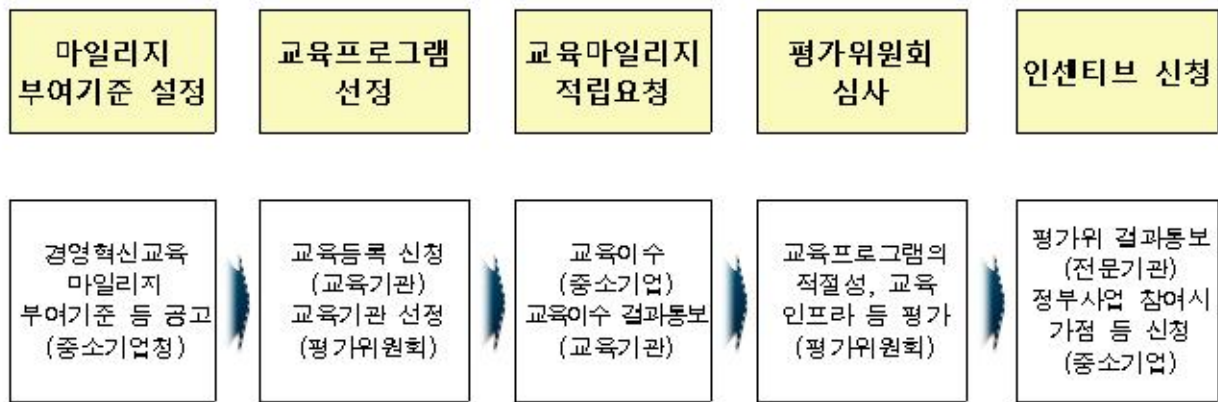 마일리지
부여기준 설정
교육프로그램
선정
교육마일리지
적립요청
평가위원회
심사
인센티브 신청
경영혁신교육
마일리지
부여기준 등 공고
(중소기업청)
교육등록 신청
(교육기관)
교육기관 선정
(평가위원회)
교육이수
(중소기업)
교육이수 결과통보
(교육기관)
교육프로그램의
적절성, 교육
인프라 등 평가
(평가위원회)
평가위 결과통보
(전문기관)
정부사업 참여시
가점 등 신청
(중소기업)